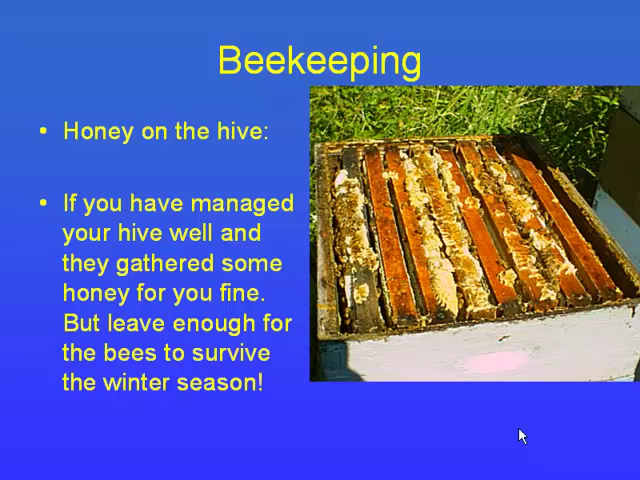 Beekeeping
• Honey on the hive:
• If you have managed
your hive well and
they gathered some
honey for you fine.
But leave enough for
the bees to survive
the winter season!